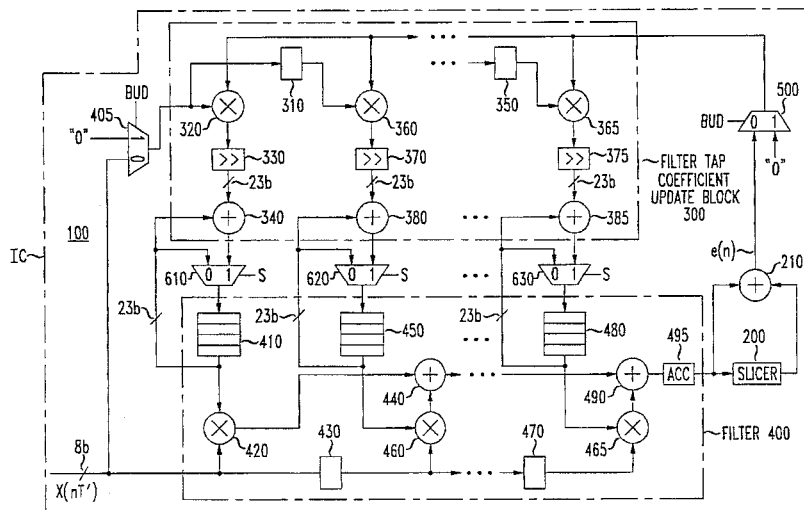 BUD
405
"0"
1
0
320
310
360
350
365
500
BUD
0 1
"0"
>> 330
>> 370
>> 375
23b
23b
23b
340
380
385
FILTER TAP
COEFFICIENT
UPDATE BLOCK
300
100
IC
610 0 1 S
620 0 1 S
630 0 1 S
e(n)
210
23b
23b
23b
410
450
480
495
200
ACC
SLICER
440
490
420
430
460
470
465
FILTER 400
8b
X(nT')